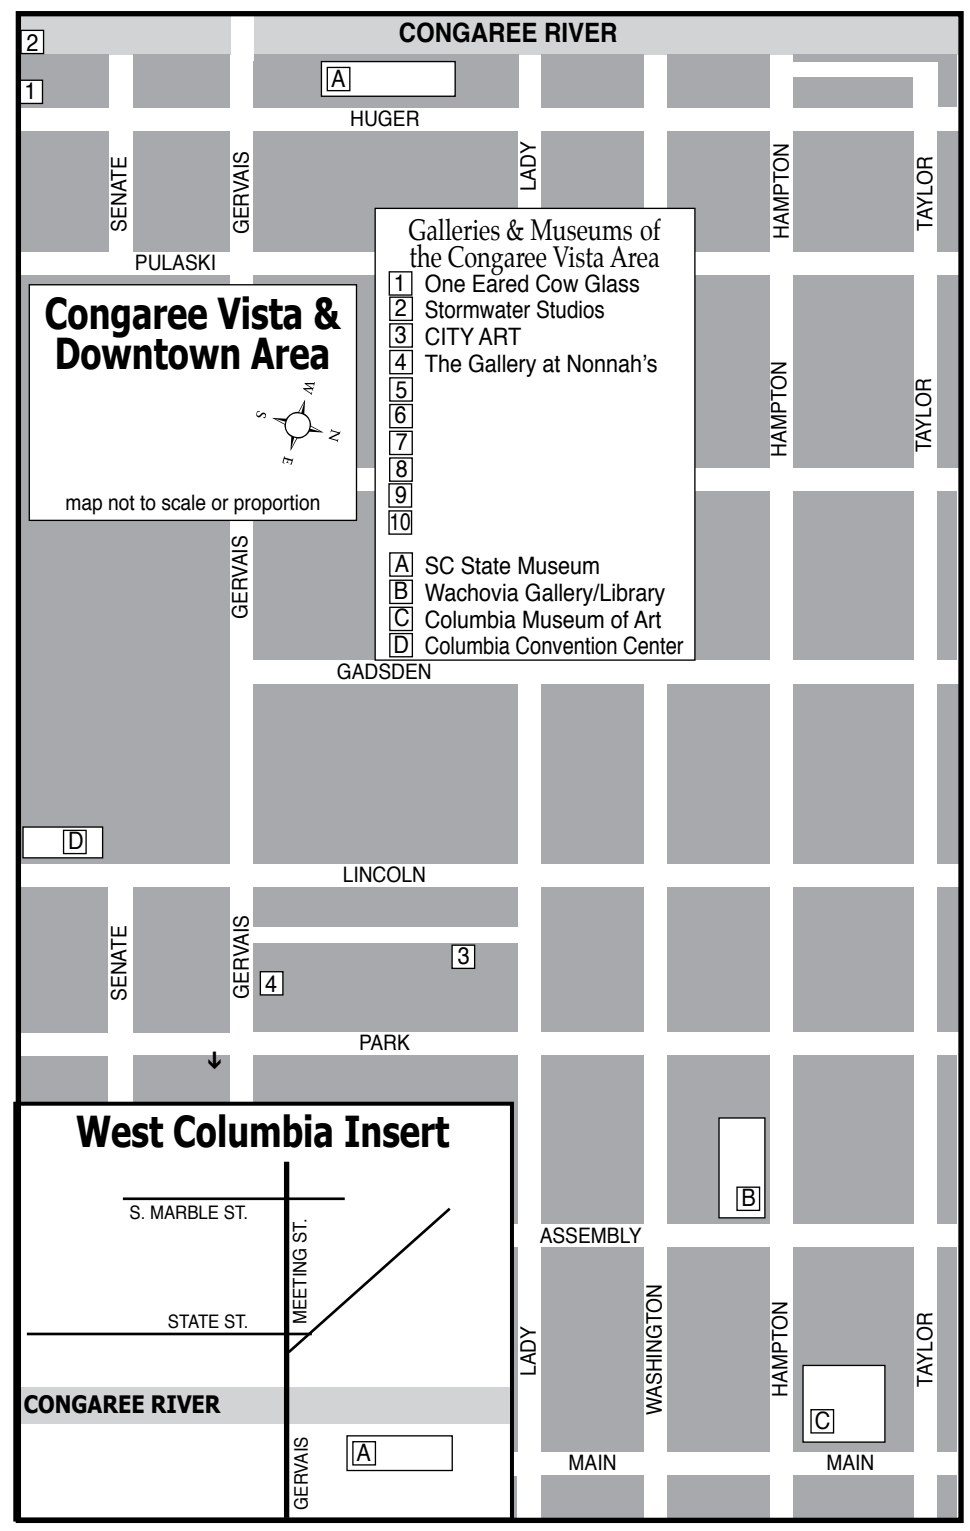 CONGAREE RIVER
2
1
A
HUGER
SENATE
GERVAIS
LADY
HAMPTON
TAYLOR
PULASKI
Galleries & Museums of
the Congaree Vista Area
1 One Eared Cow Glass
2 Stormwater Studios
3 CITY ART
4 The Gallery at Nonnah's
5
6
7
8
9
10
A SC State Museum
B Wachovia Gallery/Library
C Columbia Museum of Art
D Columbia Convention Center
Congaree Vista &
Downtown Area
W
S
N
E
map not to scale or proportion
HAMPTON
TAYLOR
GERVAIS
GADSDEN
D
LINCOLN
SENATE
GERVAIS
3
4
PARK
West Columbia Insert
S. MARBLE ST.
MEETING ST.
STATE ST.
CONGAREE RIVER
GERVAIS
A
B
ASSEMBLY
LADY
WASHINGTON
HAMPTON
TAYLOR
C
MAIN
MAIN